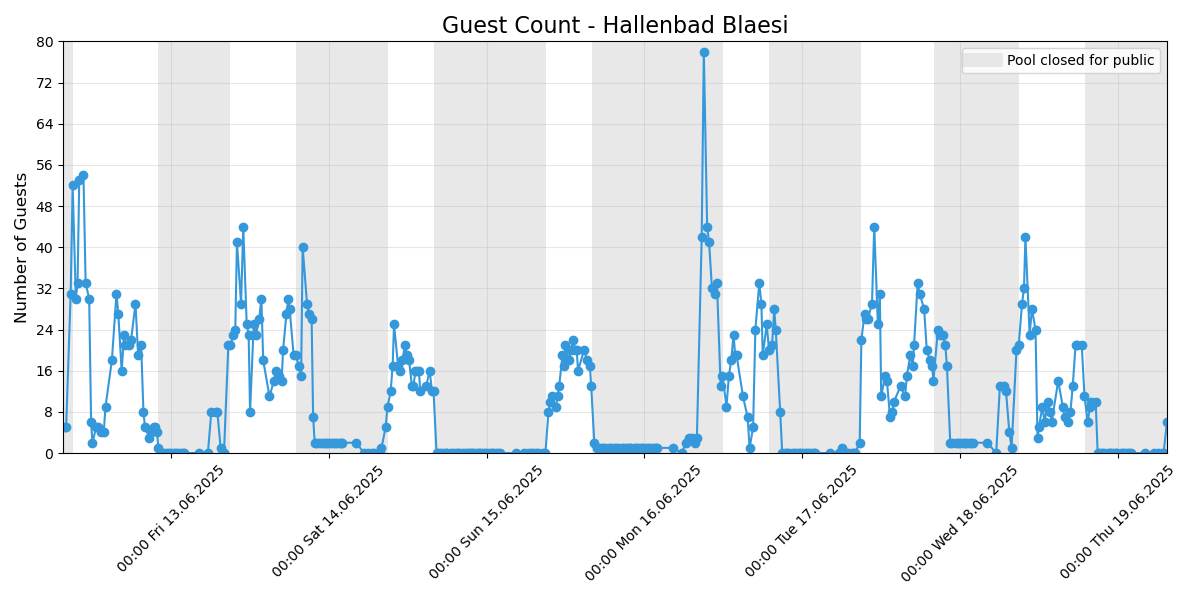 Guest Count - Hallenbad Blaesi
Pool closed for public
Number of Guests
80
72
64
56
48
40
32
24
16
8
0
00:00 Fri 13.06.2025
00:00 Sat 14.06.2025
00:00 Sun 15.06.2025
00:00 Mon 16.06.2025
00:00 Tue 17.06.2025
00:00 Wed 18.06.2025
00:00 Thu 19.06.2025